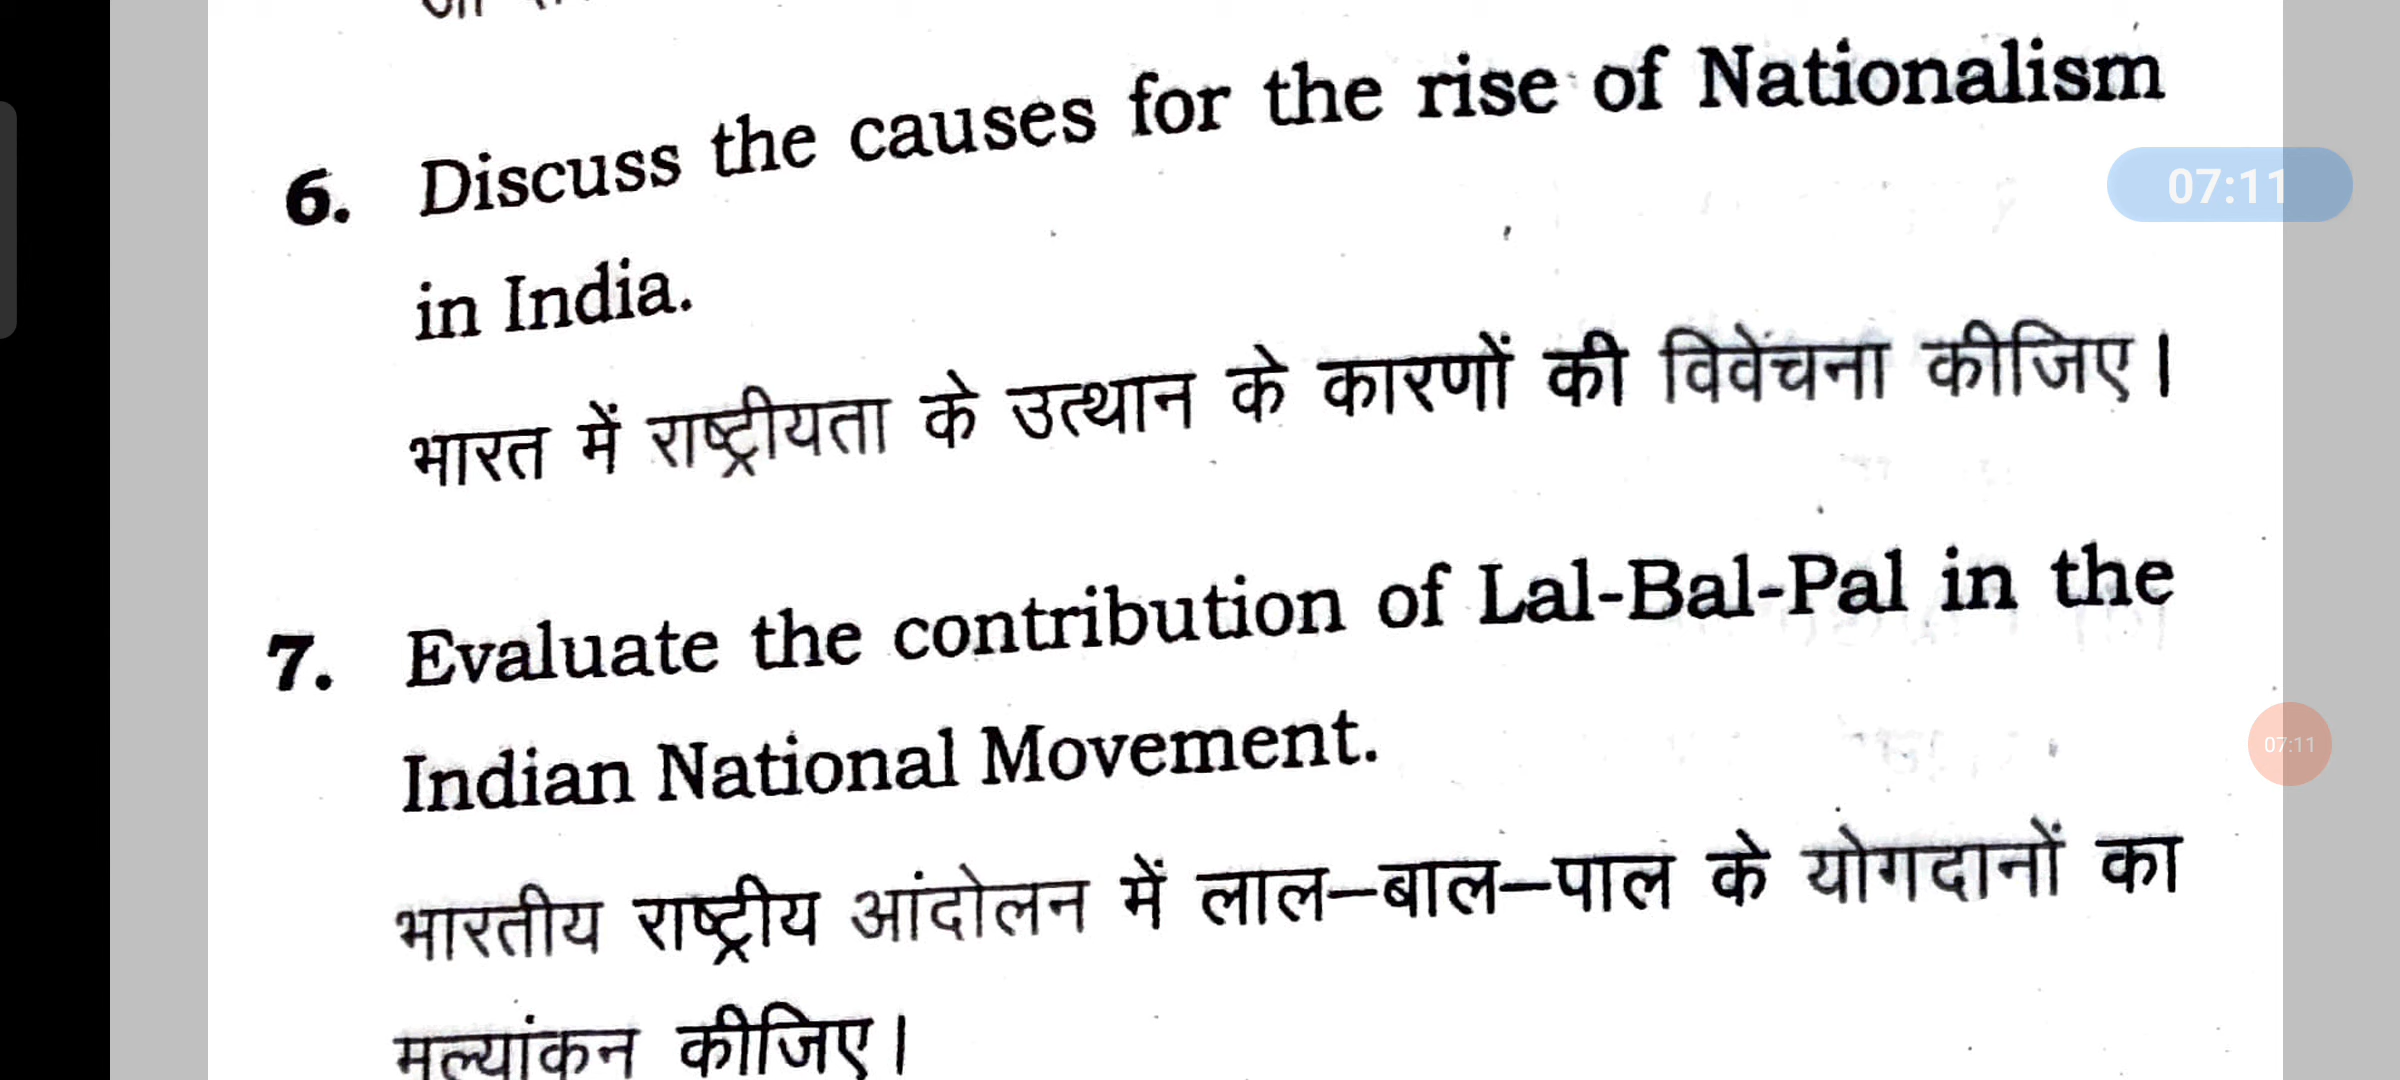 6. Discuss the causes for the rise of Nationalism
07:11
in India.
भारत में राष्ट्रीयता के उत्थान के कारणों की विवेंचना कीजिए।
7. Evaluate the contribution of Lal-Bal-Pal in the
Indian National Movement.
07:11
भारतीय राष्ट्रीय आंदोलन में लाल–बाल–पाल के योगदानों का
मूल्यांकन कीजिए।